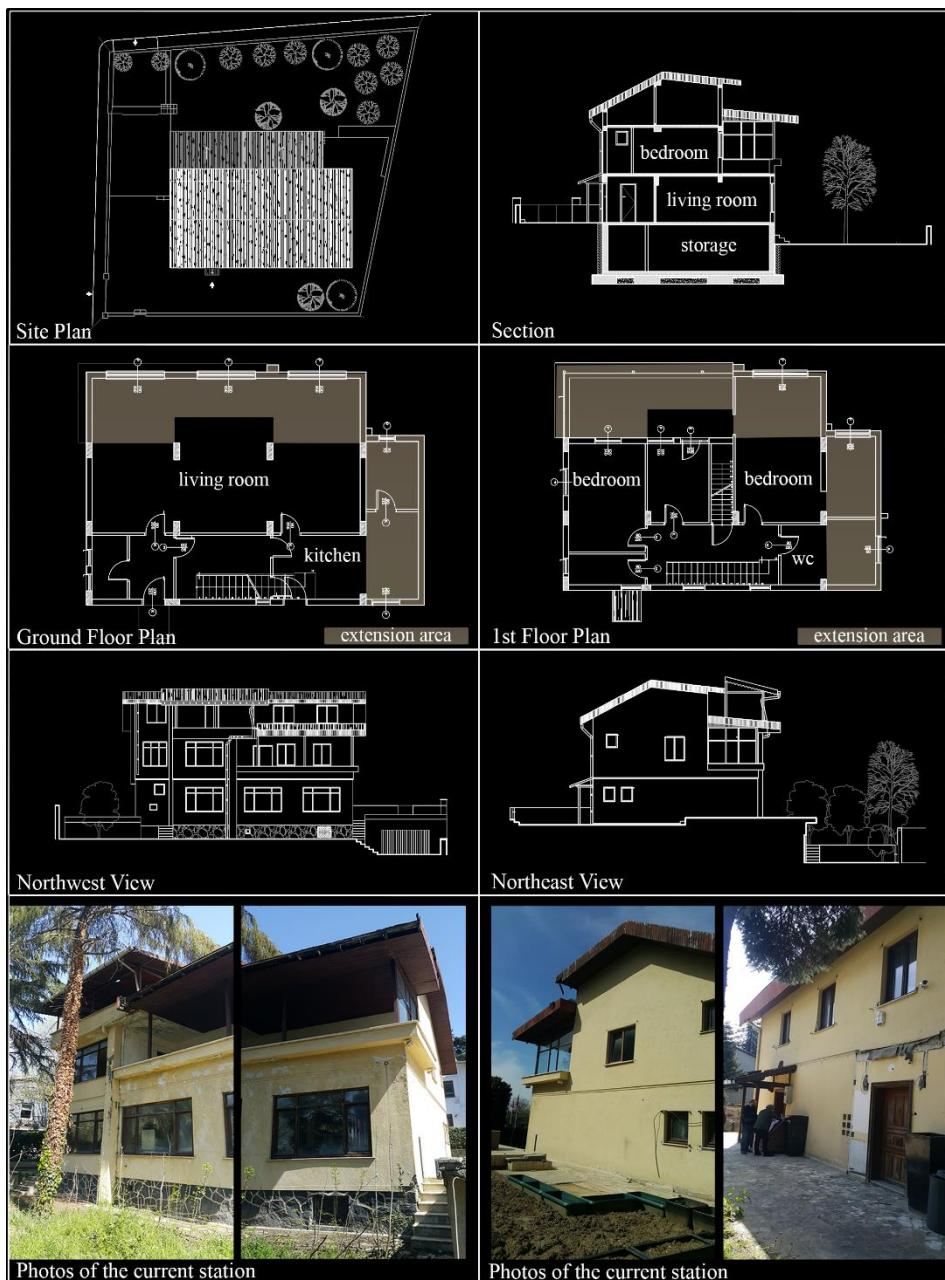 Site Plan
bedroom
living room
storage
Section
living room
kitchen
Ground Floor Plan
extension area
bedroom
bedroom
wc
1st Floor Plan
extension area
Northwest View
Northeast View
Photos of the current station
Photos of the current station